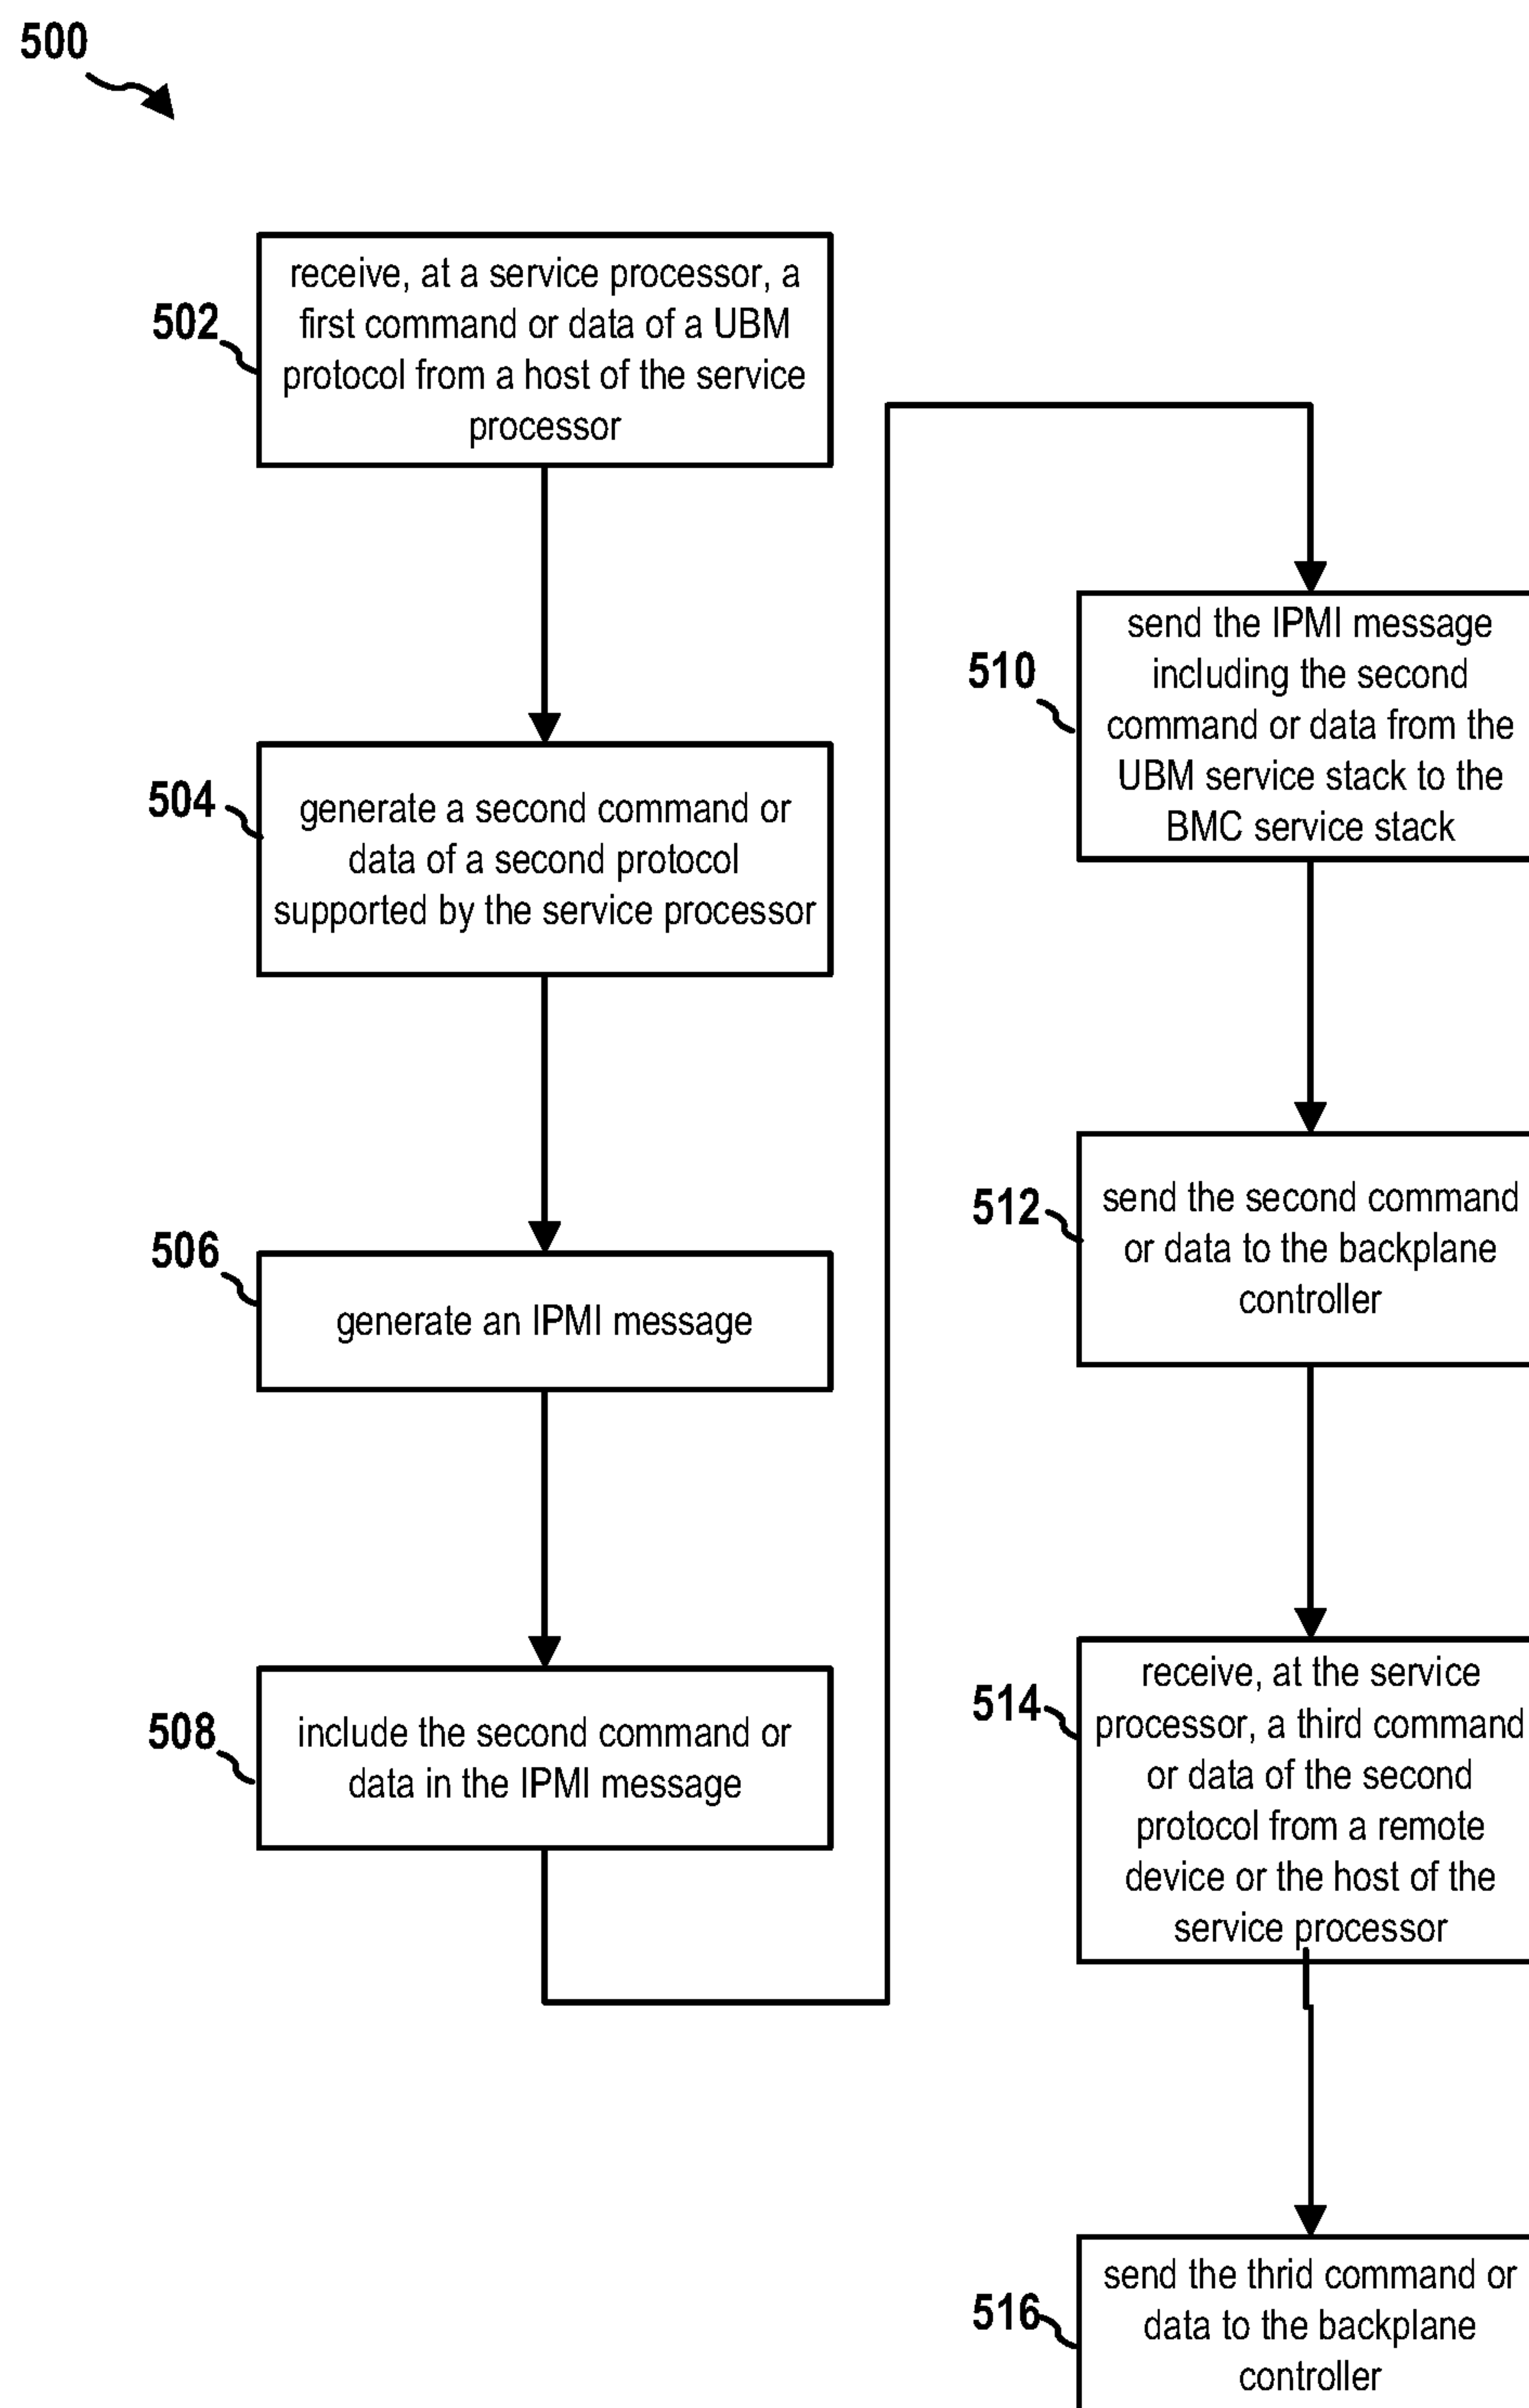 500
502
receive, at a service processor, a
first command or data of a UBM
protocol from a host of the service
processor
504
generate a second command or
data of a second protocol
supported by the service processor
506
generate an IPMI message
508
include the second command or
data in the IPMI message
510
send the IPMI message
including the second
command or data from the
UBM service stack to the
BMC service stack
512
send the second command
or data to the backplane
controller
514
receive, at the service
processor, a third command
or data of the second
protocol from a remote
device or the host of the
service processor
516
send the thrid command or
data to the backplane
controller